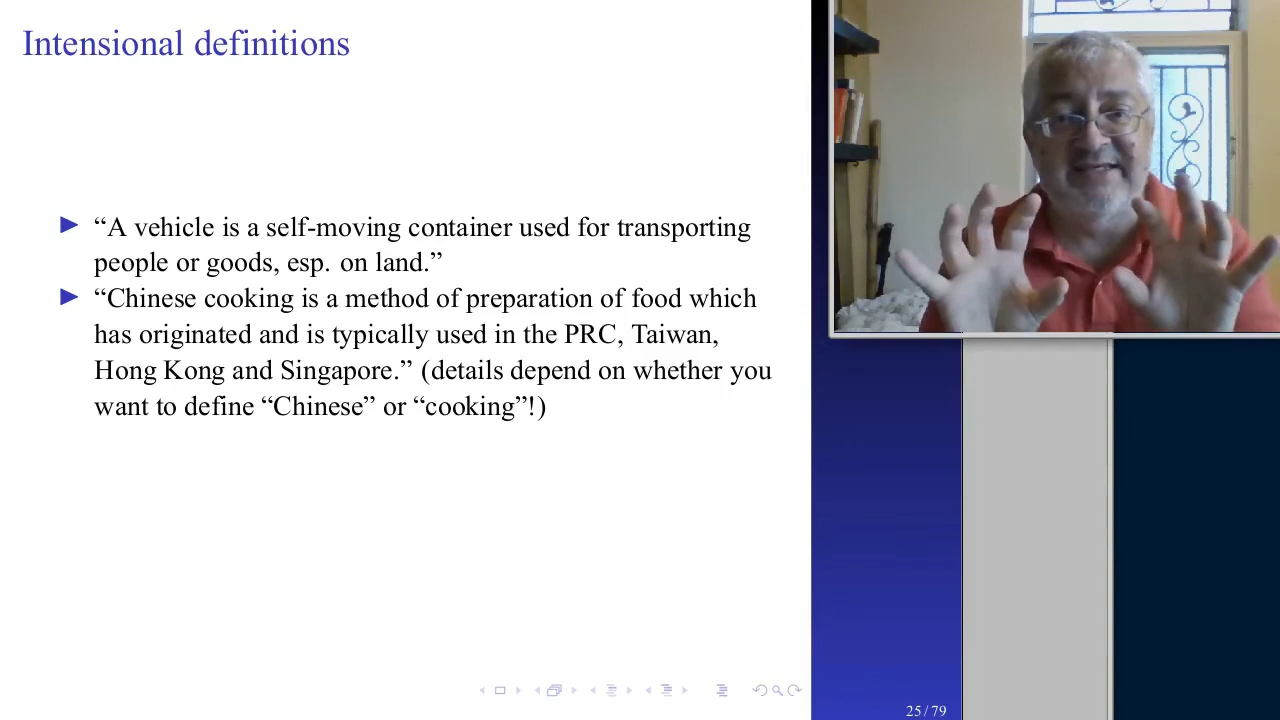 Intensional definitions
“A vehicle is a self-moving container used for transporting
people or goods, esp. on land.”
“Chinese cooking is a method of preparation of food which
has originated and is typically used in the PRC, Taiwan,
Hong Kong and Singapore.” (details depend on whether you
want to define “Chinese” or “cooking”!)
25 / 79